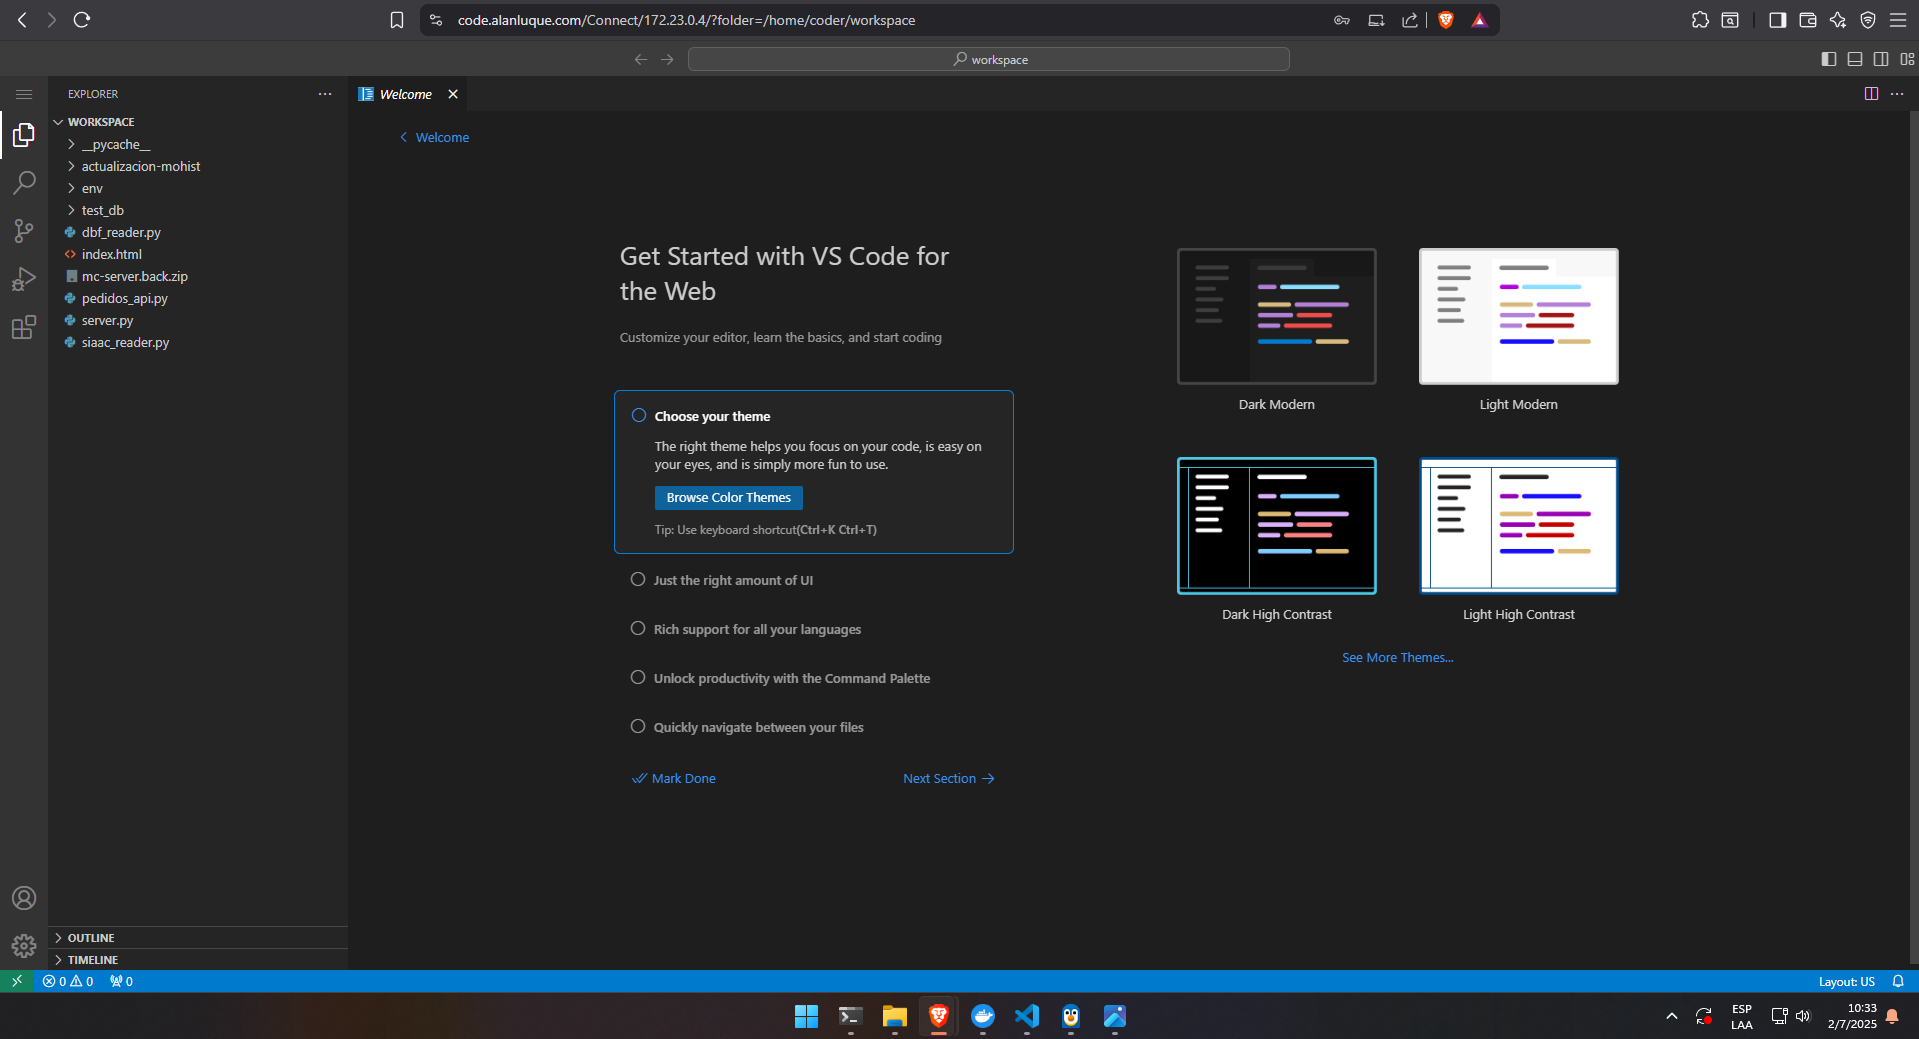 code.alanluque.com/Connect/172.23.0.4/?folder=/home/coder/workspace
workspace
EXPLORER
Welcome
WORKSPACE
__pycache__
actualizacion-mohist
env
test_db
dbf_reader.py
index.html
mc-server.back.zip
pedidos_api.py
server.py
siaac_reader.py
OUTLINE
TIMELINE
Welcome
Get Started with VS Code for
the Web
Customize your editor, learn the basics, and start coding
Choose your theme
The right theme helps you focus on your code, is easy on
your eyes, and is simply more fun to use.
Browse Color Themes
Tip: Use keyboard shortcut(Ctrl+K Ctrl+T)
Just the right amount of UI
Rich support for all your languages
Unlock productivity with the Command Palette
Quickly navigate between your files
Mark Done
Next Section
Dark Modern
Light Modern
Dark High Contrast
Light High Contrast
See More Themes...
0 0 0
Layout: US
ESP
LAA
10:33
2/7/2025